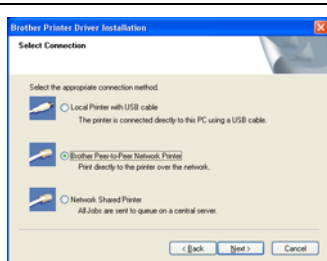 Brother Printer Driver Installation
Select Connection
Select the appropriate connection method.
Local Printer with USB cable
The printer is connected directly to this PC using a USB cable.
Brother Peer-to-Peer Network Printer
Print directly to the printer over the network.
Network Shared Printer
All Jobs are sent to queue on a central server.
< Back
Next >
Cancel